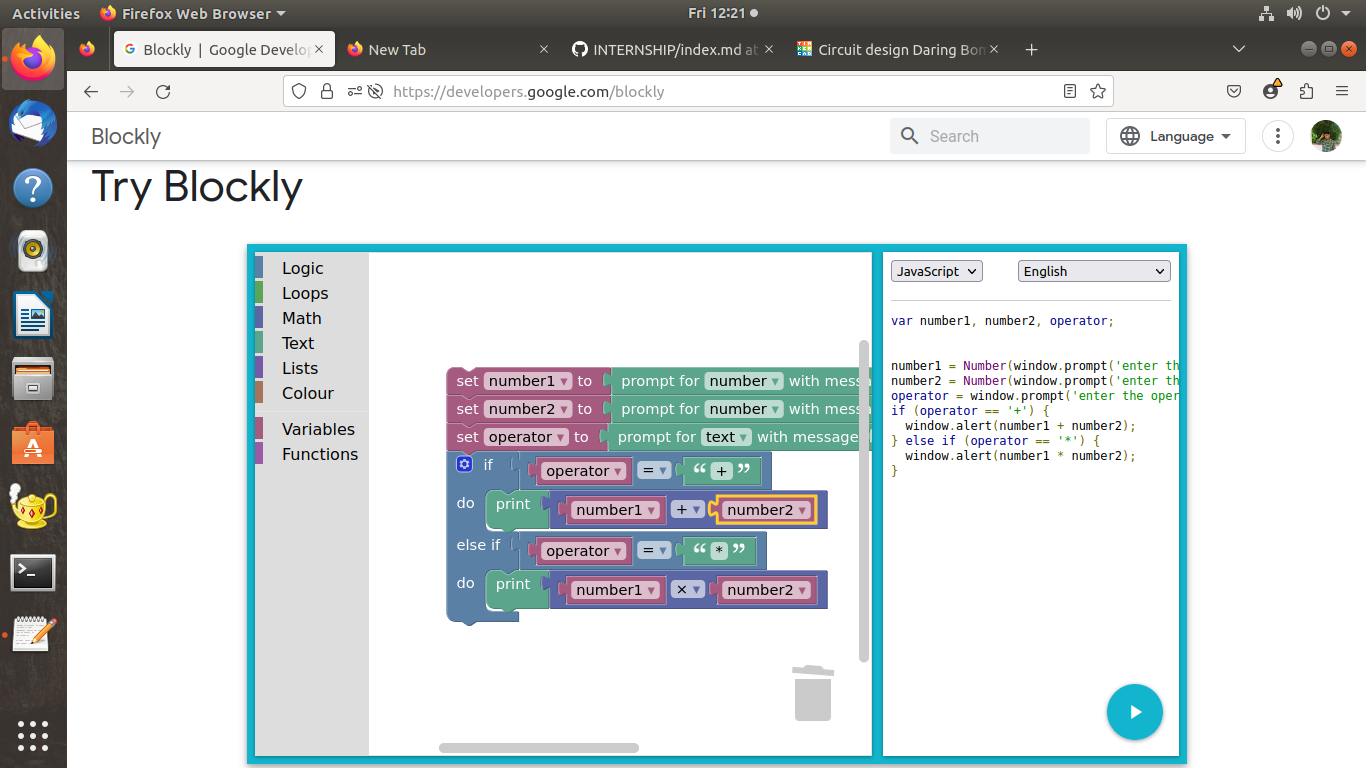 Activities Firefox Web Browser Fri 12:21
Blockly | Google Develop New Tab INTERNSHIP/index.md at Circuit design Daring Bom
https://developers.google.com/blockly
Blockly Search Language
Try Blockly
Logic
Loops
Math
Text
Lists
Colour
Variables
Functions
set number1 to prompt for number with messa
set number2 to prompt for number with messa
set operator to prompt for text with message
if operator = “ + ”
do print number1 + number2
else if operator = “ * ”
do print number1 × number2
JavaScript English
var number1, number2, operator;
number1 = Number(window.prompt('enter th
number2 = Number(window.prompt('enter th
operator = window.prompt('enter the oper
if (operator == '+') {
window.alert(number1 + number2);
} else if (operator == '*') {
window.alert(number1 * number2);
}